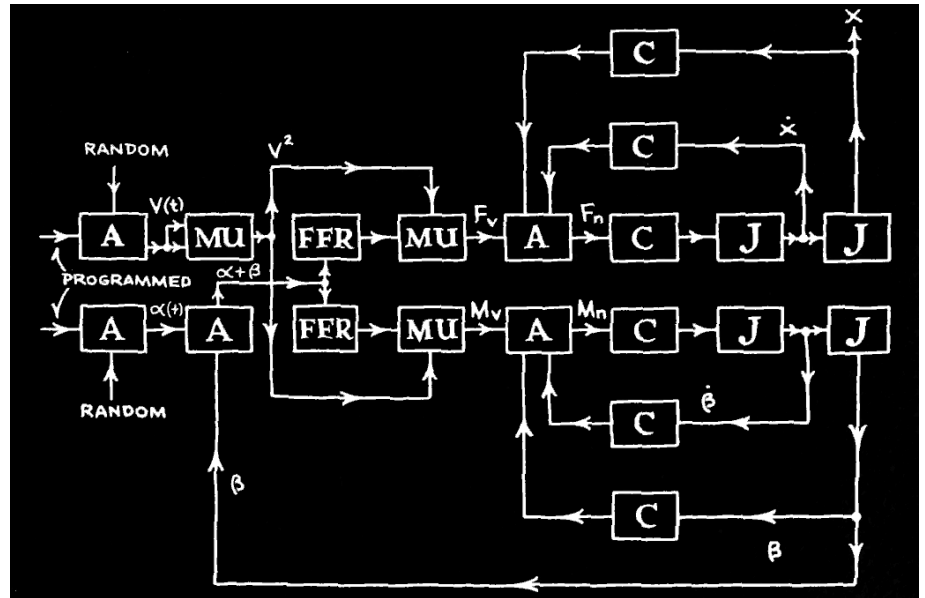 X
C
Ẋ
C
RANDOM
V²
V(t)
A
MU
FFR
MU
Fᵥ
A
Fₙ
C
J
J
α+β
PROGRAMMED
α(t)
A
A
FFR
MU
Mᵥ
A
Mₙ
C
J
J
RANDOM
β̇
C
β
C
β